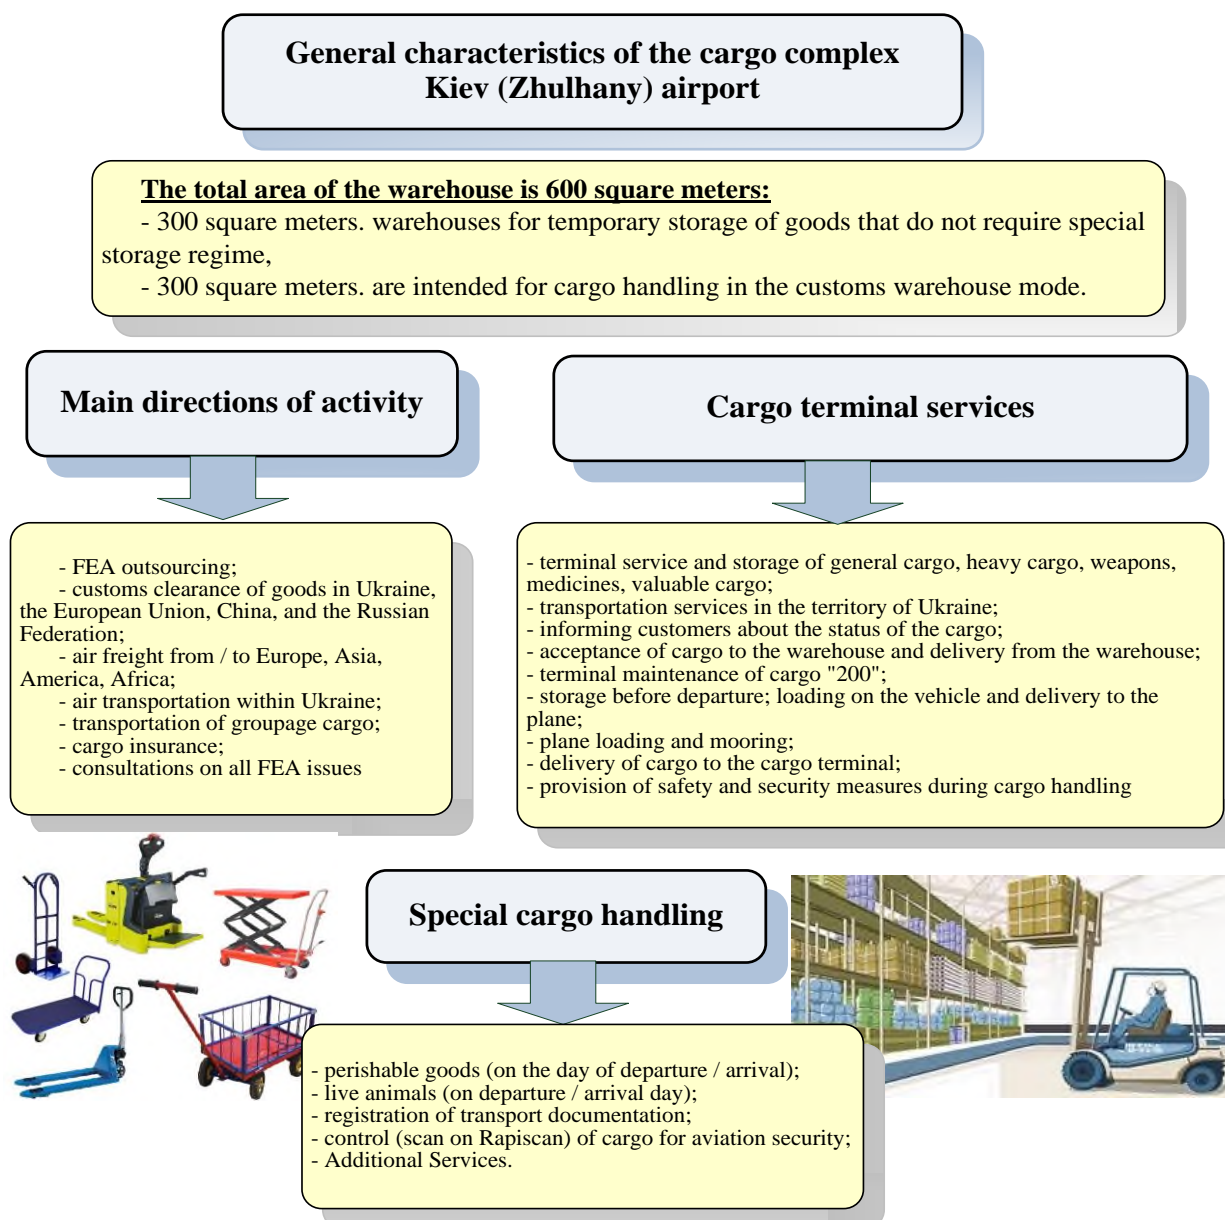 General characteristics of the cargo complex
Kiev (Zhulhany) airport
The total area of the warehouse is 600 square meters:
- 300 square meters. warehouses for temporary storage of goods that do not require special
storage regime,
- 300 square meters. are intended for cargo handling in the customs warehouse mode.
Main directions of activity
- FEA outsourcing;
- customs clearance of goods in Ukraine,
the European Union, China, and the Russian
Federation;
- air freight from / to Europe, Asia,
America, Africa;
- air transportation within Ukraine;
- transportation of groupage cargo;
- cargo insurance;
- consultations on all FEA issues
Cargo terminal services
- terminal service and storage of general cargo, heavy cargo, weapons,
medicines, valuable cargo;
- transportation services in the territory of Ukraine;
- informing customers about the status of the cargo;
- acceptance of cargo to the warehouse and delivery from the warehouse;
- terminal maintenance of cargo "200";
- storage before departure; loading on the vehicle and delivery to the
plane;
- plane loading and mooring;
- delivery of cargo to the cargo terminal;
- provision of safety and security measures during cargo handling
Special cargo handling
- perishable goods (on the day of departure / arrival);
- live animals (on departure / arrival day);
- registration of transport documentation;
- control (scan on Rapiscan) of cargo for aviation security;
- Additional Services.